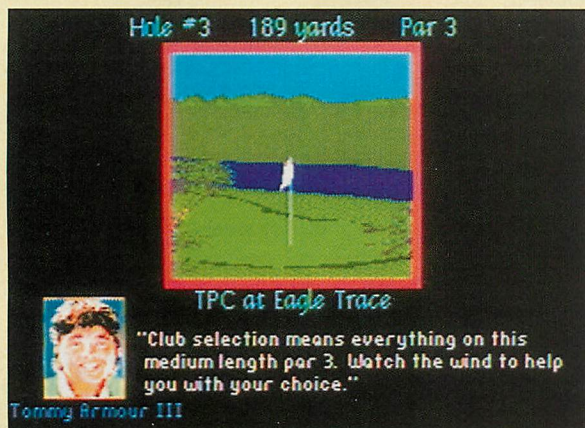 Hole #3 189 yards Par 3
TPC at Eagle Trace
"Club selection means everything on this
medium length par 3. Watch the wind to help
you with your choice."
Tommy Armour III